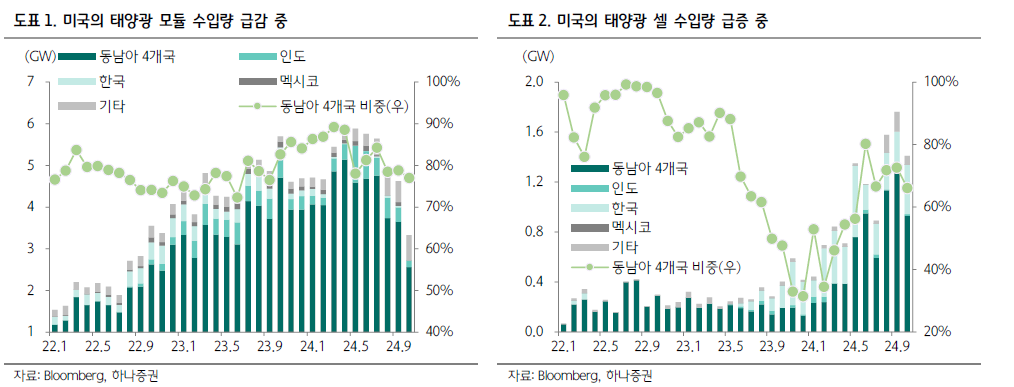 도표 1. 미국의 태양광 모듈 수입량 급감 중
(GW)
동남아 4개국
인도
한국
멕시코
기타
동남아 4개국 비중(우)
7
6
5
4
3
2
1
100%
90%
80%
70%
60%
50%
40%
22.1 22.5 22.9 23.1 23.5 23.9 24.1 24.5 24.9
자료: Bloomberg, 하나증권
도표 2. 미국의 태양광 셀 수입량 급증 중
(GW)
2.0
1.6
1.2
0.8
0.4
0.0
동남아 4개국
인도
한국
멕시코
기타
동남아 4개국 비중(우)
100%
80%
60%
40%
20%
22.1 22.5 22.9 23.1 23.5 23.9 24.1 24.5 24.9
자료: Bloomberg, 하나증권